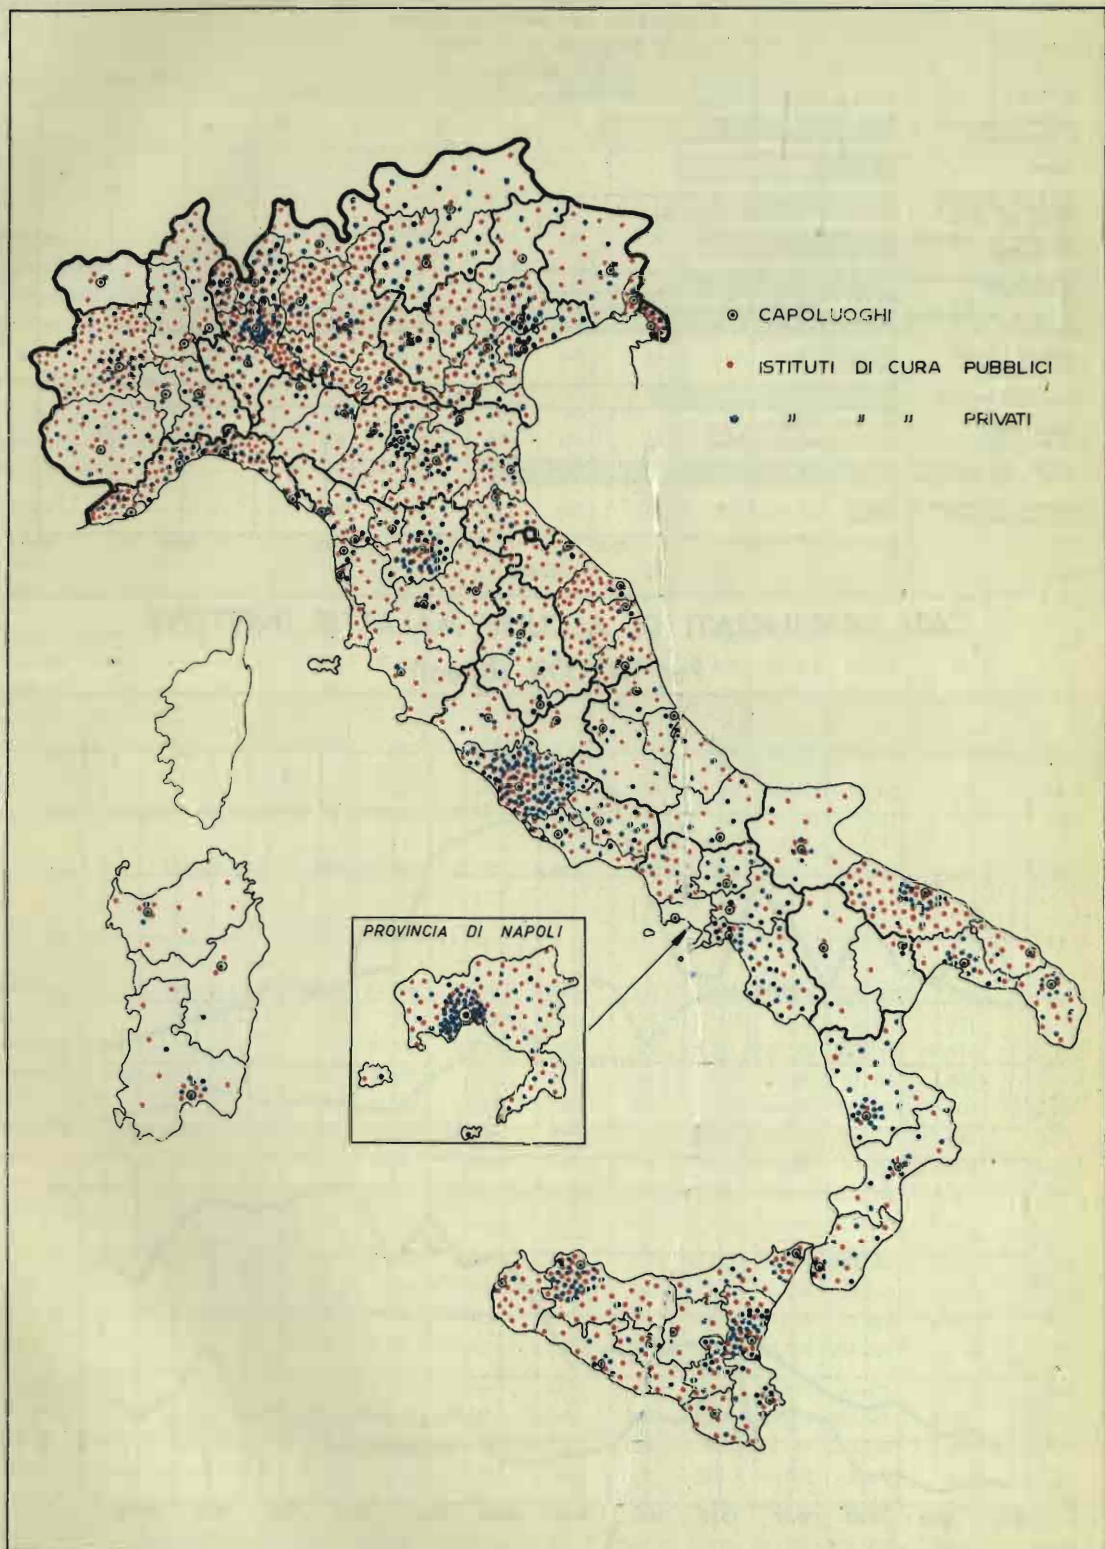 CAPOLUOGHI
ISTITUTI DI CURA PUBBLICI
" " " PRIVATI
PROVINCIA DI NAPOLI